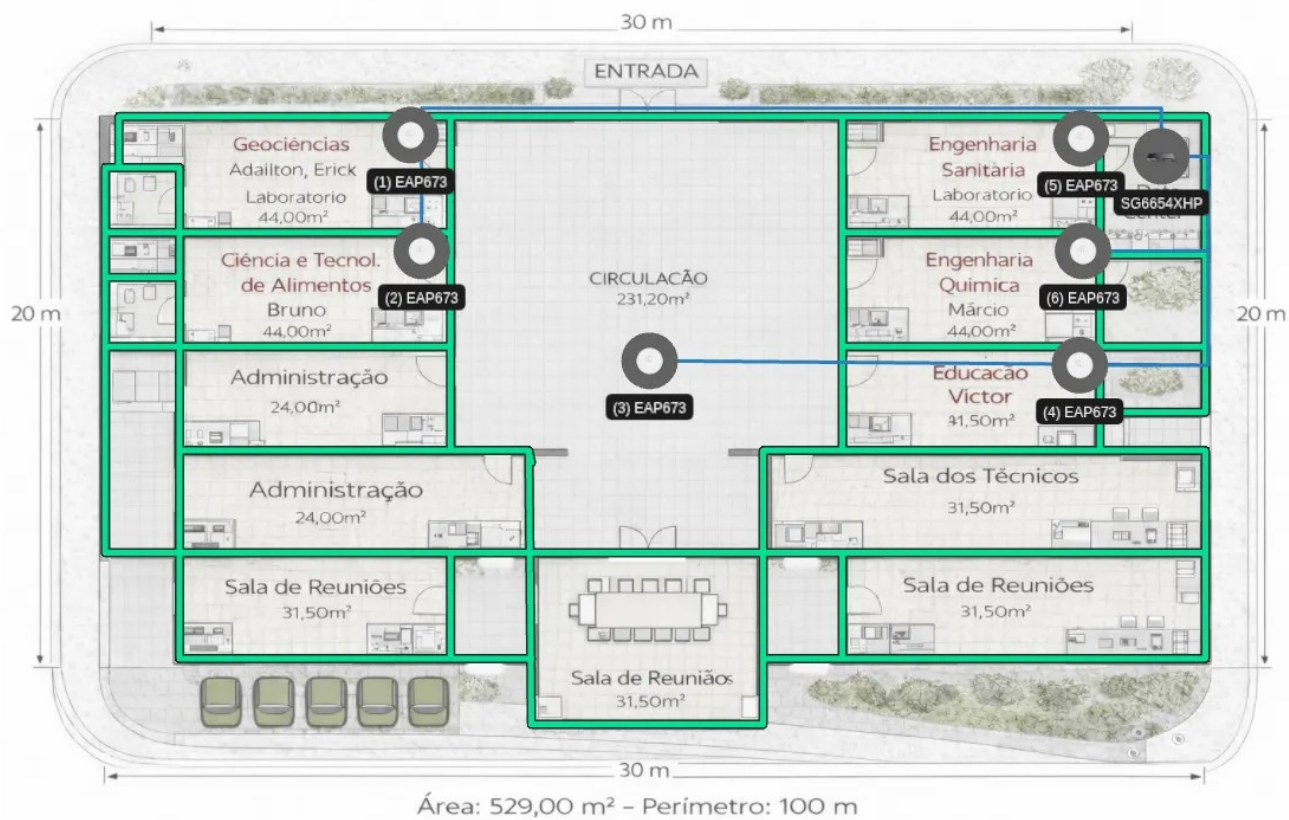 30 m
ENTRADA
Geociências
Adailton, Erick
Laboratorio
44,00m²
(1) EAP673
Engenharia
Sanitària
Laboratorio
44,00m²
(5) EAP673
SG6654XHP
Center
Ciência e Tecnol.
de Alimentos
Bruno
44,00m²
(2) EAP673
CIRCULACÃO
231,20m²
Engenharia
Quimica
Márcio
44,00m²
(6) EAP673
20 m
20 m
Administração
24,00m²
(3) EAP673
Educacão
Victor
31,50m²
(4) EAP673
Administração
24,00m²
Sala dos Técnicos
31,50m²
Sala de Reuniões
31,50m²
Sala de Reuniões
31,50m²
Sala de Reuniãos
31,50m²
30 m
Área: 529,00 m² – Perímetro: 100 m